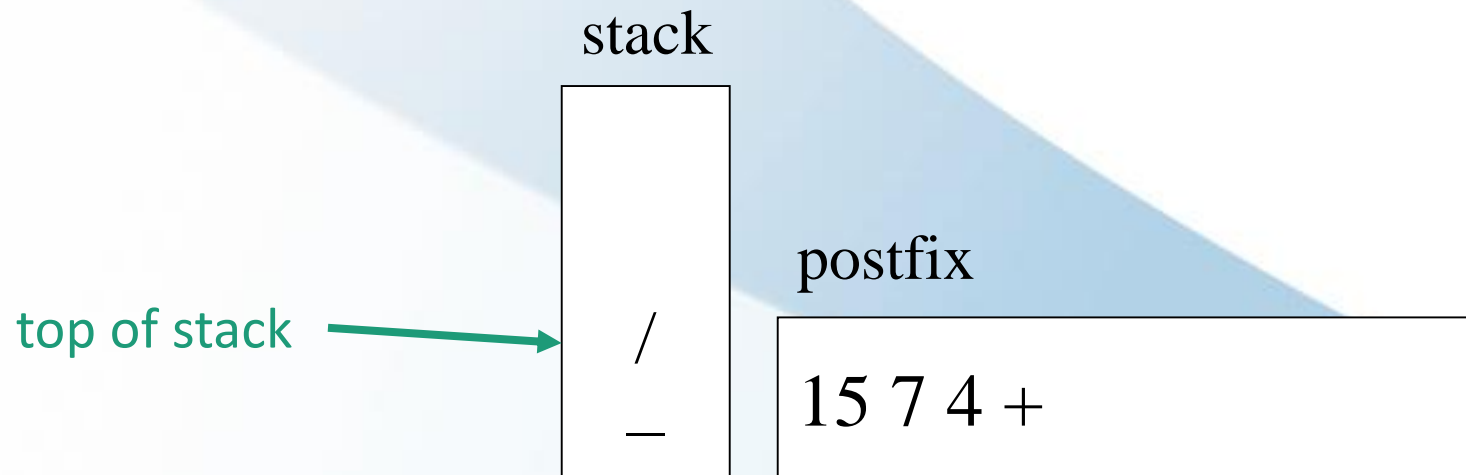 stack
postfix
top of stack
/
15 7 4 +
–